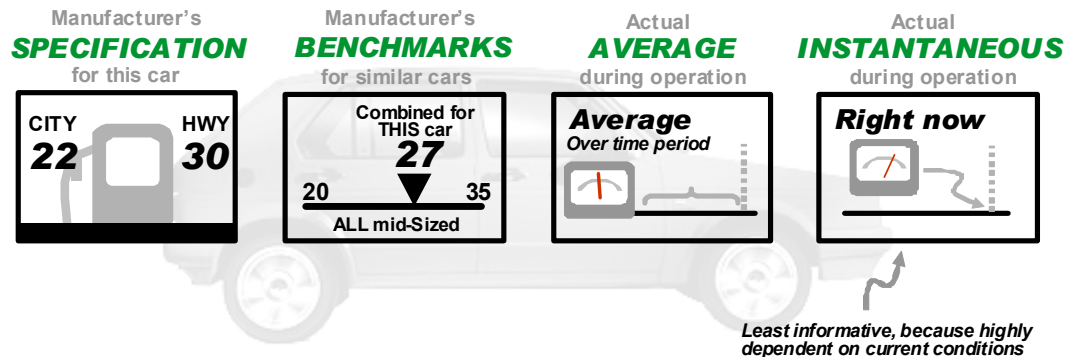 Manufacturer's
SPECIFICATION
for this car
CITY
22
HWY
30
Manufacturer's
BENCHMARKS
for similar cars
Combined for
THIS car
27
20
35
ALL mid-Sized
Actual
AVERAGE
during operation
Average
Over time period
Actual
INSTANTANEOUS
during operation
Right now
Least informative, because highly
dependent on current conditions